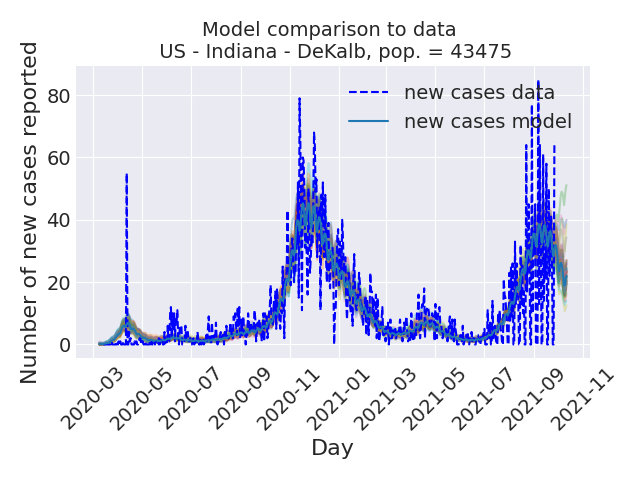 Model comparison to data
US - Indiana - DeKalb, pop. = 43475
Number of new cases reported
80
60
40
20
0
new cases data
new cases model
2020-03
2020-05
2020-07
2020-09
2020-11
2021-01
2021-03
2021-05
2021-07
2021-09
2021-11
Day